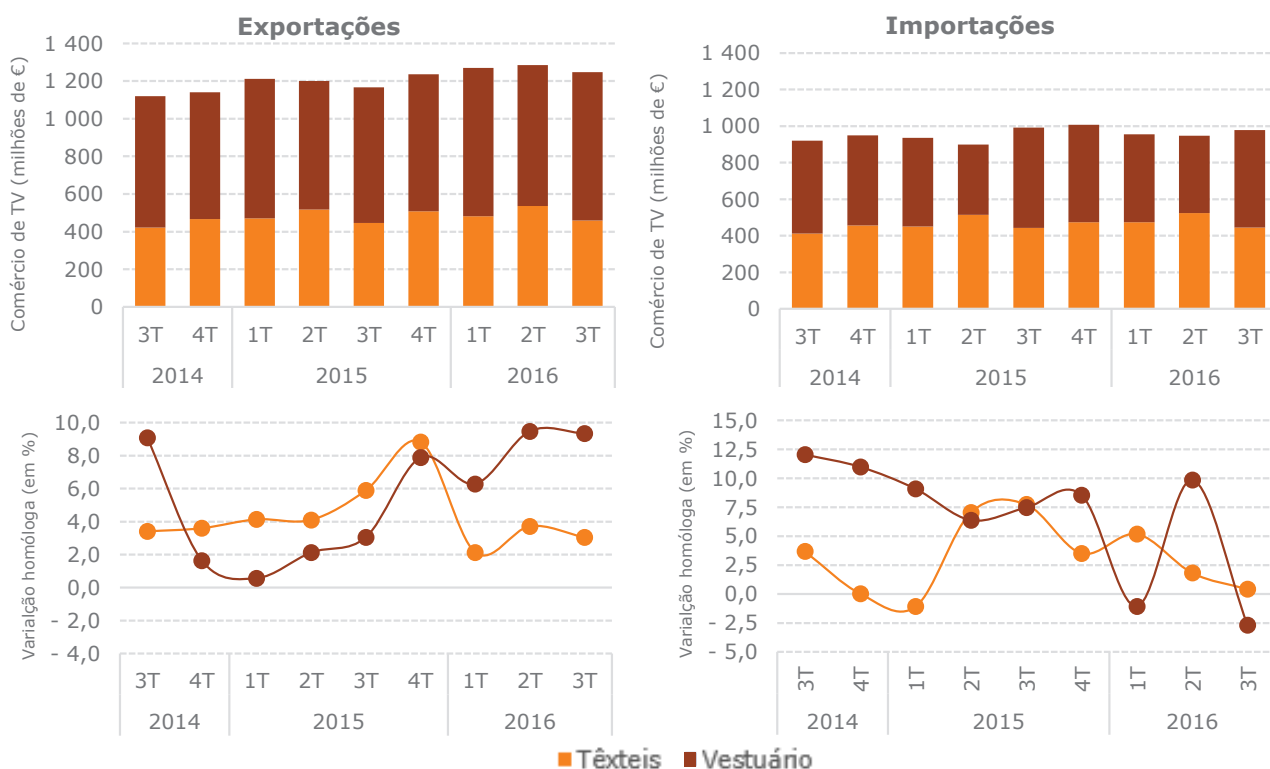 Exportações
Comércio de TV (milhões de €)
1 400
1 200
1 000
800
600
400
200
0
3T 4T 1T 2T 3T 4T 1T 2T 3T
2014 2015 2016
Importações
Comércio de TV (milhões de €)
1 400
1 200
1 000
800
600
400
200
0
3T 4T 1T 2T 3T 4T 1T 2T 3T
2014 2015 2016
Varialção homóloga (em %)
10,0
8,0
6,0
4,0
2,0
0,0
- 2,0
- 4,0
3T 4T 1T 2T 3T 4T 1T 2T 3T
2014 2015 2016
Varialção homóloga (em %)
15,0
12,5
10,0
7,5
5,0
2,5
0,0
- 2,5
- 5,0
3T 4T 1T 2T 3T 4T 1T 2T 3T
2014 2015 2016
Têxteis Vestuário